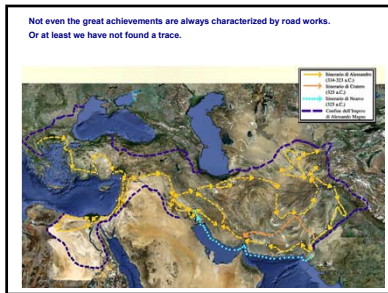 Not even the great achievements are always characterized by road works.
Or at least we have not found a trace.
Itinerario di Alessandro
(334-323 a.C.)
Itinerario di Cratero
(325 a.C.)
Itinerario di Nearco
(325 a.C.)
Confine dell'Impero
di Alessandro Magno